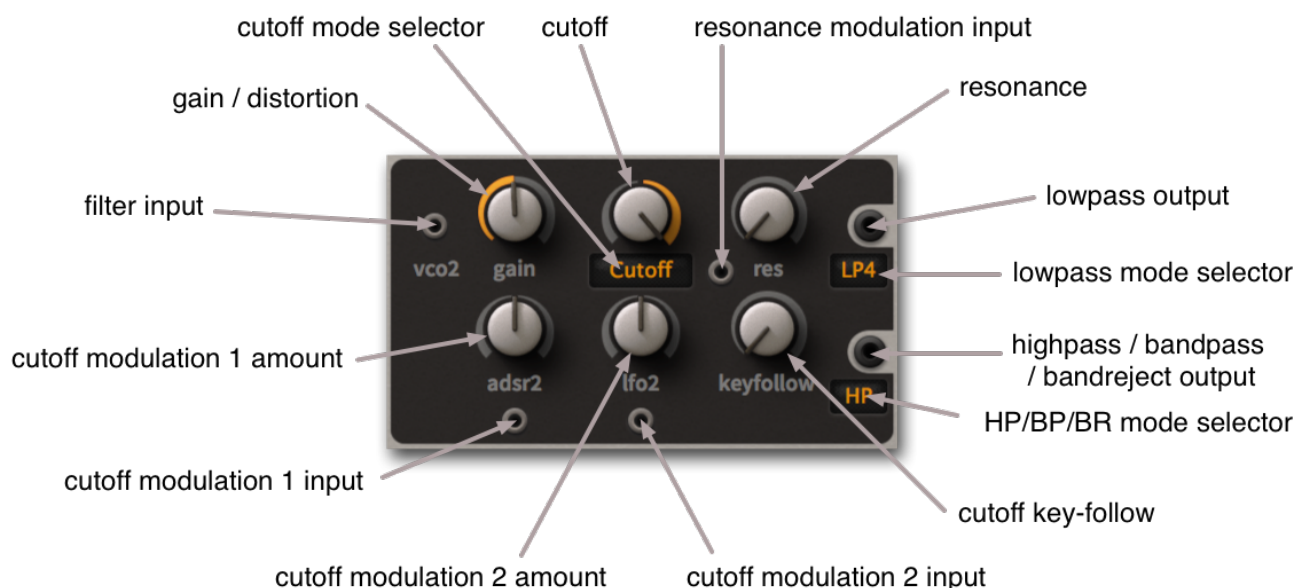 cutoff mode selector
cutoff
resonance modulation input
gain / distortion
resonance
filter input
lowpass output
vco2
gain
Cutoff
res
LP4
lowpass mode selector
cutoff modulation 1 amount
highpass / bandpass
/ bandreject output
adsr2
lfo2
keyfollow
HP
HP/BP/BR mode selector
cutoff modulation 1 input
cutoff key-follow
cutoff modulation 2 amount
cutoff modulation 2 input